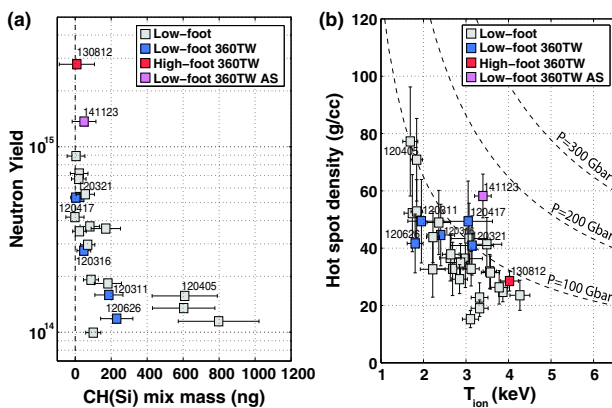 (a)
Low-foot
Low-foot 360TW
High-foot 360TW
Low-foot 360TW AS
130812
141123
120321
120417
120316
120405
120311
120626
10^15
10^14
Neutron Yield
0 200 400 600 800 1000 1200
CH(Si) mix mass (ng)
(b)
Low-foot
Low-foot 360TW
High-foot 360TW
Low-foot 360TW AS
120
100
80
60
40
20
0
Hot spot density (g/cc)
P=300 Gbar
P=200 Gbar
P=100 Gbar
120405
141123
120311
120417
120321
120626
130812
1 2 3 4 5 6
T_ion (keV)